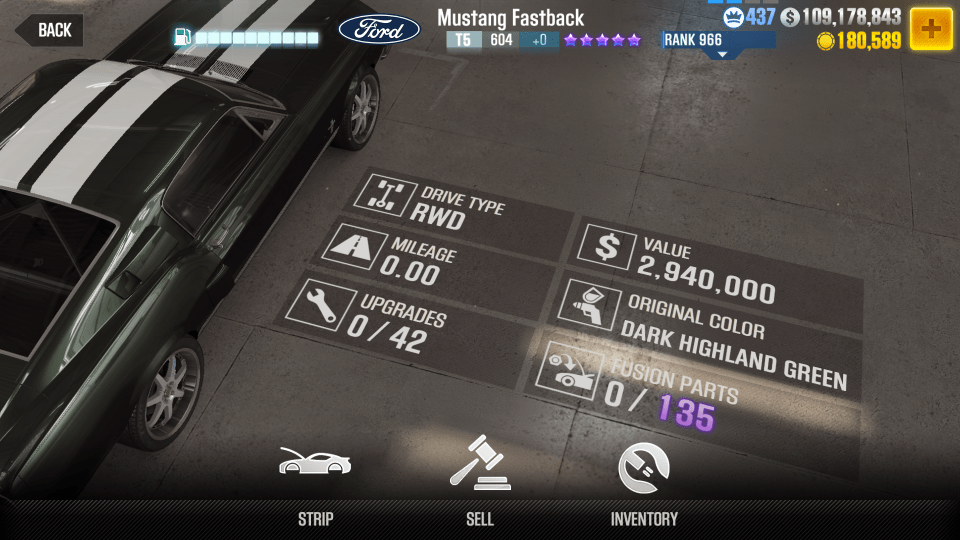 BACK
Ford
Mustang Fastback
T5 604 +0
RANK 966
437 $ 109,178,843
180,589
DRIVE TYPE
RWD
MILEAGE
0.00
UPGRADES
0/42
$ VALUE
2,940,000
ORIGINAL COLOR
DARK HIGHLAND GREEN
FUSION PARTS
0/135
STRIP
SELL
INVENTORY